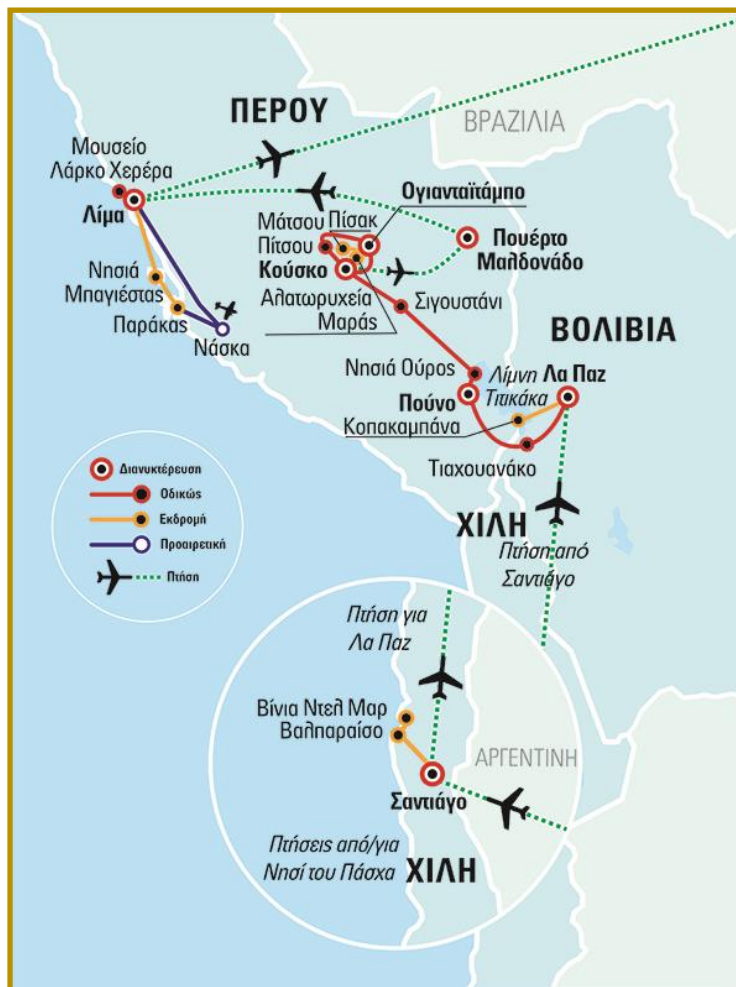 ΠΕΡΟΥ
ΒΡΑΖΙΛΙΑ
Μουσείο
Λάρκο Χερέρα
Λίμα
Ογιανταϊτάμπο
Μάτσου
Πίτσου
Πίσακ
Πουέρτο
Μαλδονάδο
Κούσκο
Αλατωρυχεία
Μαράς
Σιγουστάνι
Νησιά
Μπαγιέστας
Παράκας
Νάσκα
ΒΟΛΙΒΙΑ
Νησιά Ούρος
Λίμνη
Τιτικάκα
Λα Παζ
Πούνο
Κοπακαμπάνα
Τιαχουανάκο
Διανυκτέρευση
Οδικώς
Εκδρομή
Προαιρετική
Πτήση
ΧΙΛΗ
Πτήση από
Σαντιάγο
Πτήση για
Λα Παζ
Βίνια Ντελ Μαρ
Βαλπαραίσο
ΑΡΓΕΝΤΙΝΗ
Σαντιάγο
Πτήσεις από/για
Νησί του Πάσχα
ΧΙΛΗ